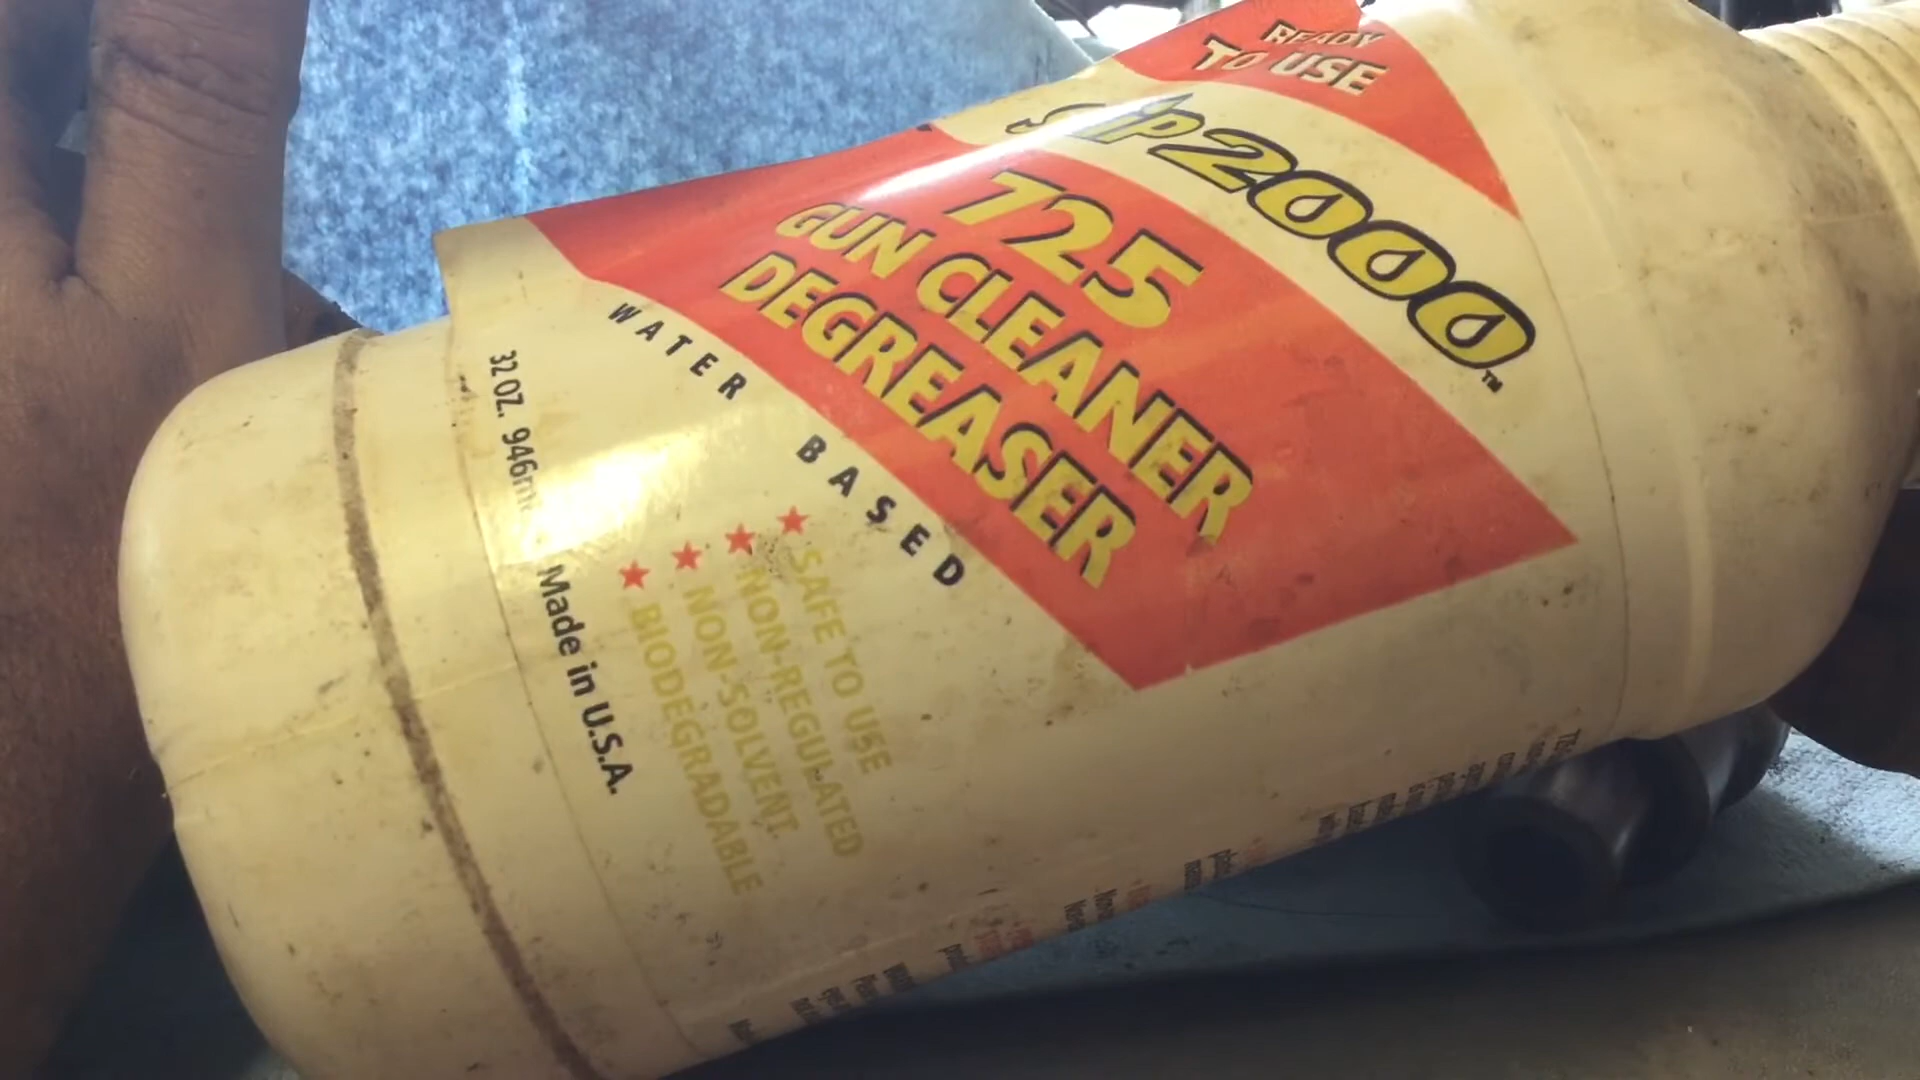 READY
TO USE
Slip2000™
725
GUN CLEANER
DEGREASER
WATER BASED
★ SAFE TO USE
★ NON-REGULATED
★ NON-SOLVENT
★ BIODEGRADABLE
32 OZ. 946m
Made in U.S.A.